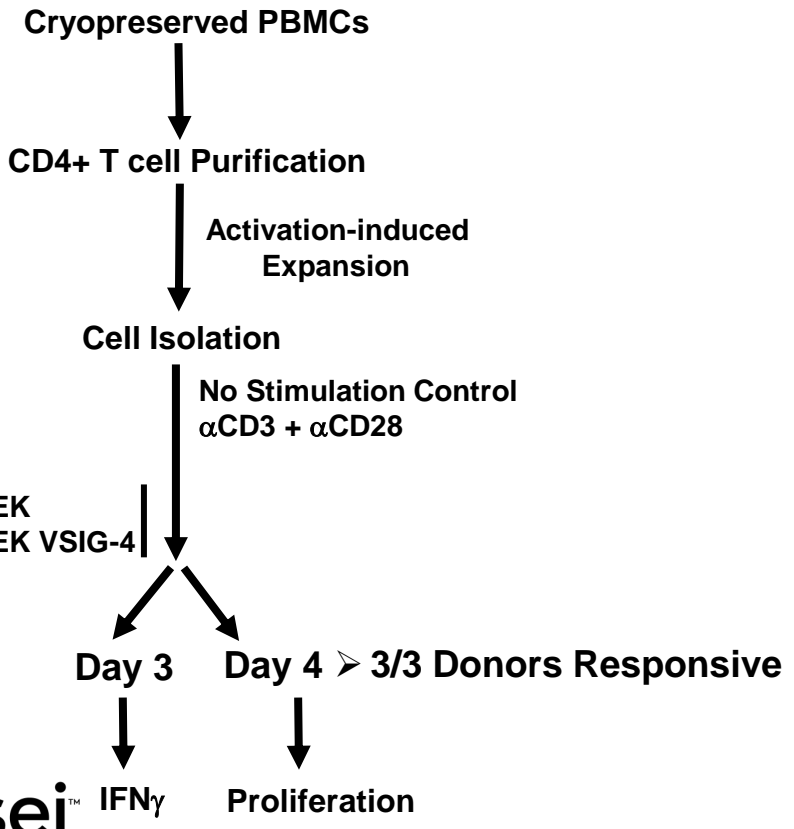 Cryopreserved PBMCs
CD4+ T cell Purification
Activation-induced
Expansion
Cell Isolation
No Stimulation Control
αCD3 + αCD28
EK
EK VSIG-4
Day 3
Day 4 ➢ 3/3 Donors Responsive
IFNγ
Proliferation
sei™